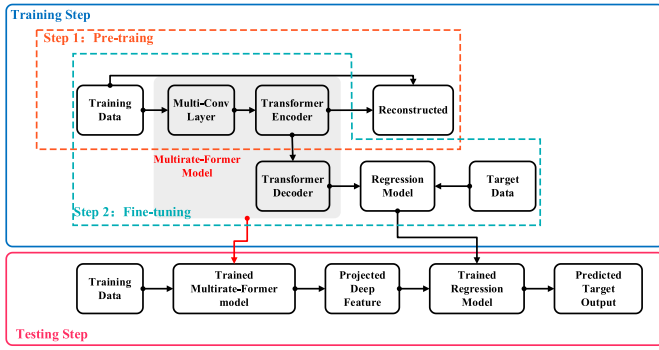 Training Step
Step 1: Pre-traing
Training
Data
Multi-Conv
Layer
Transformer
Encoder
Reconstructed
Multirate-Former
Model
Transformer
Decoder
Regression
Model
Target
Data
Step 2: Fine-tuning
Training
Data
Trained
Multirate-Former
model
Projected
Deep
Feature
Trained
Regression
Model
Predicted
Target
Output
Testing Step